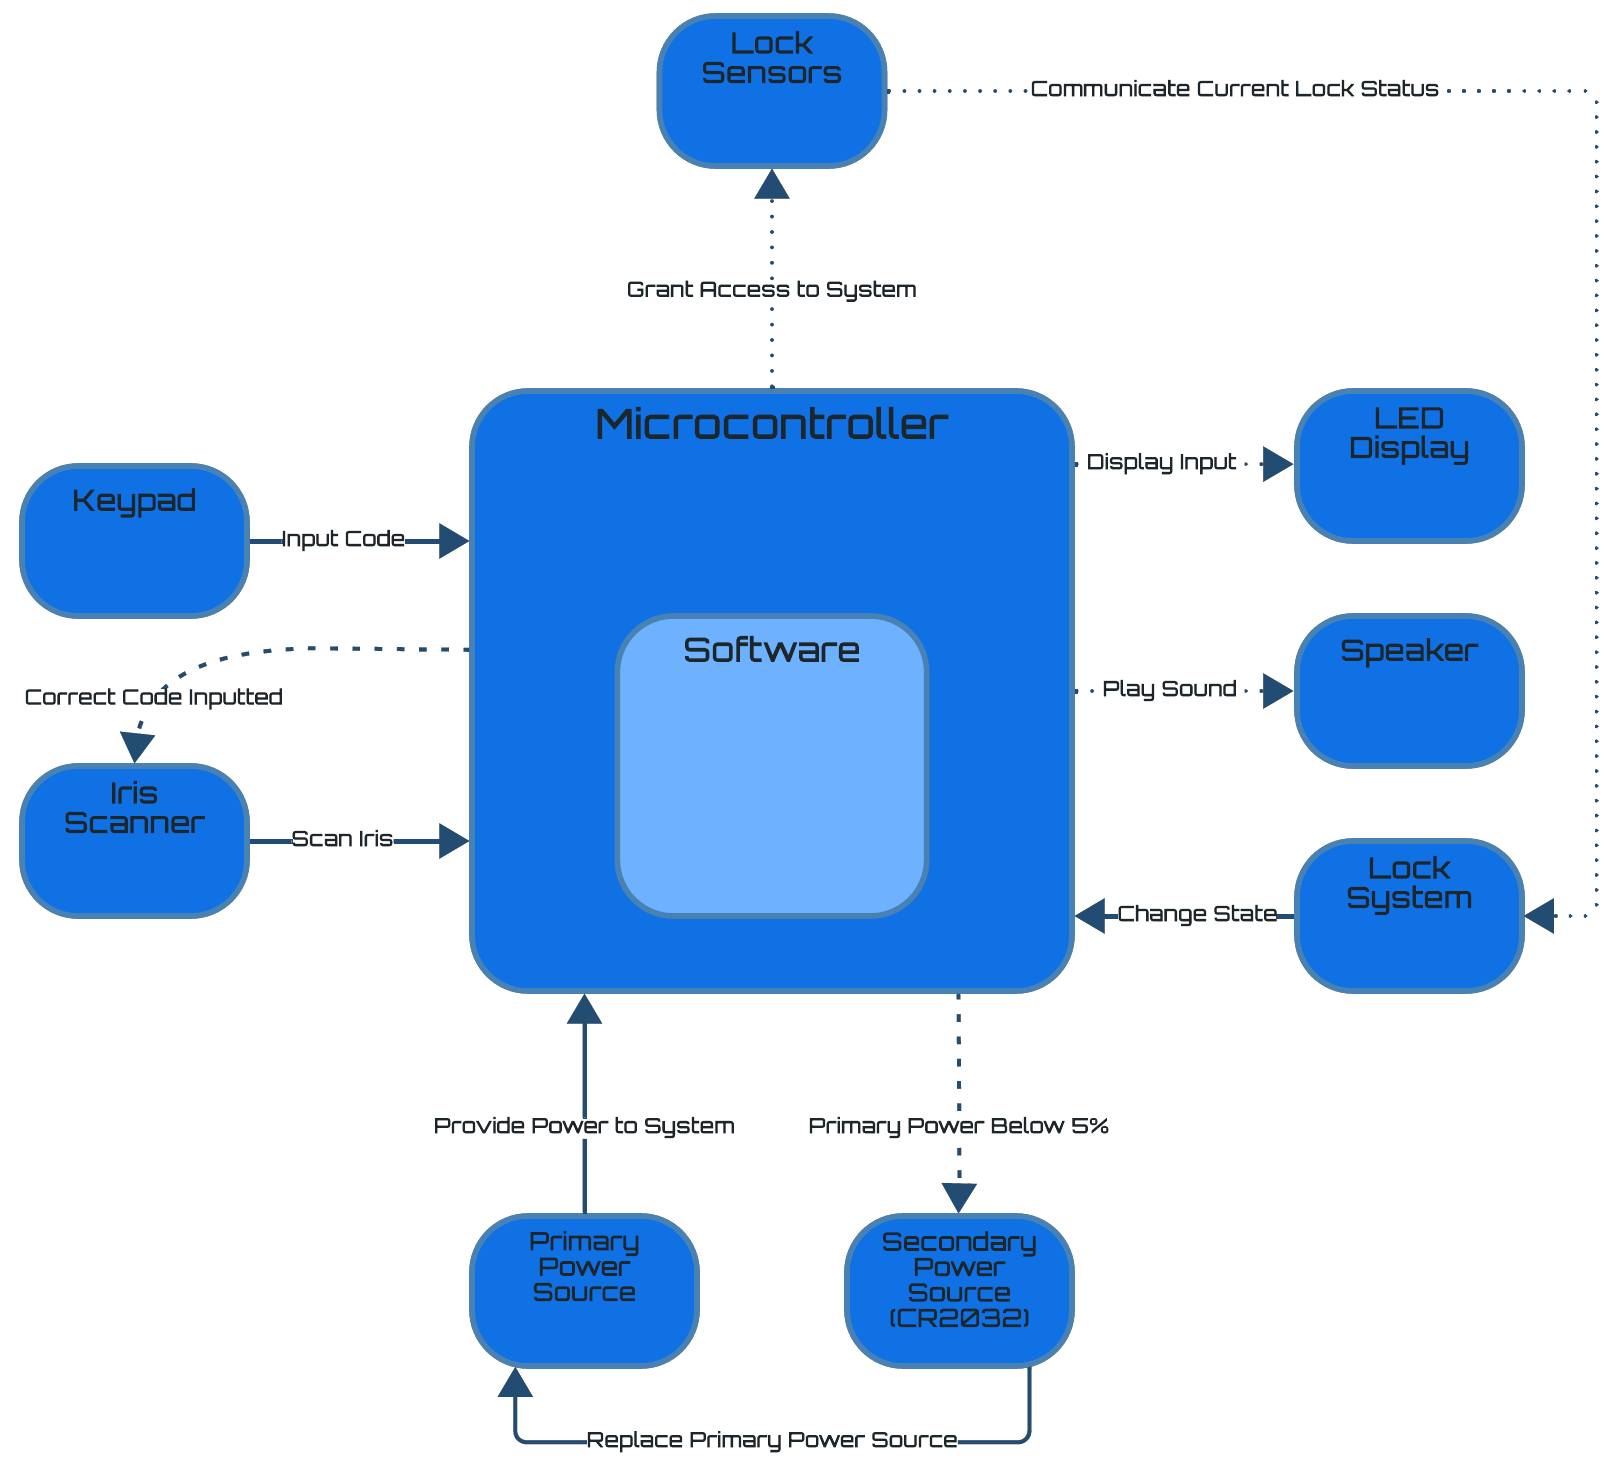 Lock
Sensors
Communicate Current Lock Status
Grant Access to System
Microcontroller
LED
Display
Display Input
Keypad
Input Code
Software
Speaker
Play Sound
Correct Code Inputted
Iris
Scanner
Scan Iris
Lock
System
Change State
Provide Power to System
Primary Power Below 5%
Primary
Power
Source
Secondary
Power
Source
(CR2032)
Replace Primary Power Source